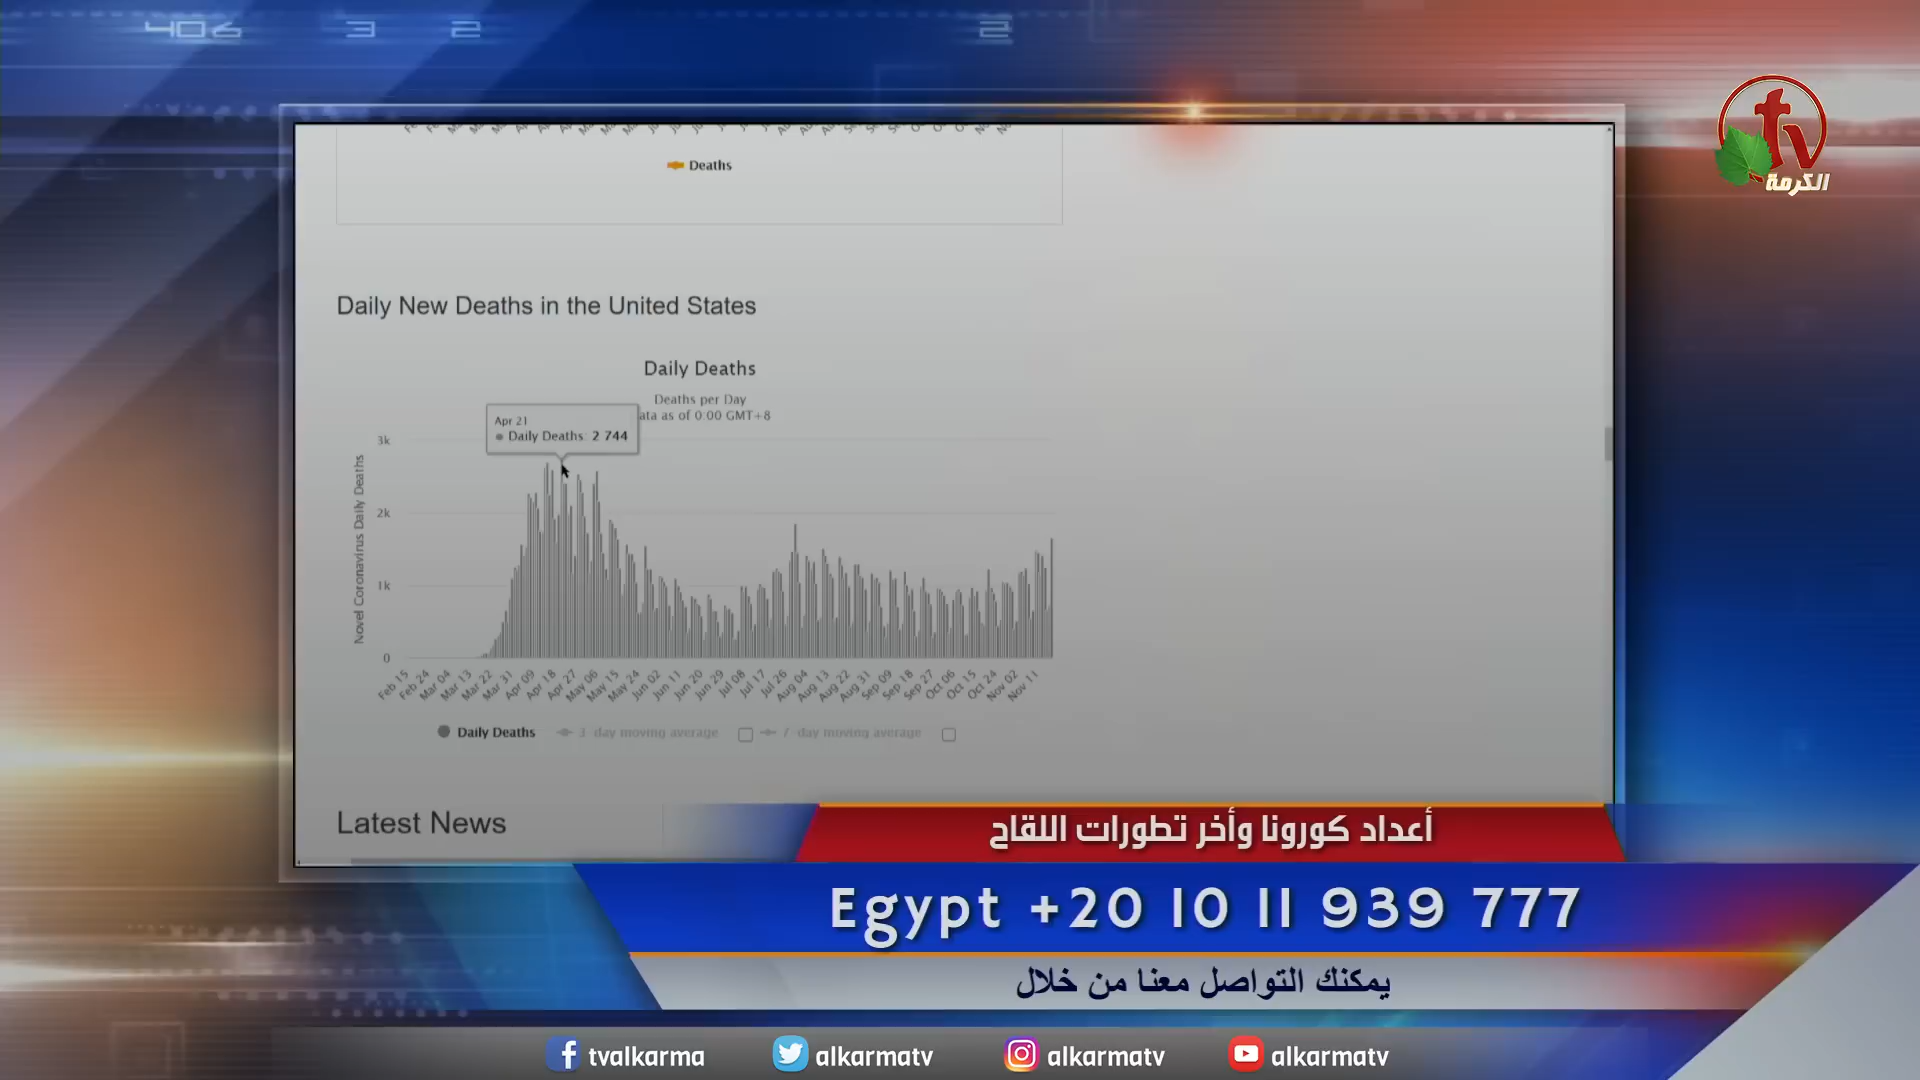 406 3 2 2
tv
الكرمة
Deaths
Daily New Deaths in the United States
Daily Deaths
Deaths per Day
ata as of 0:00 GMT+8
Apr 21
Daily Deaths: 2 744
Novel Coronavirus Daily Deaths
3k
2k
1k
0
Feb 15 Feb 24 Mar 04 Mar 13 Mar 22 Mar 31 Apr 09 Apr 18 Apr 27 May 06 May 15 May 24 Jun 02 Jun 11 Jun 20 Jun 29 Jul 08 Jul 17 Jul 26 Aug 04 Aug 13 Aug 22 Aug 31 Sep 09 Sep 18 Sep 27 Oct 06 Oct 15 Oct 24 Nov 02 Nov 11
Daily Deaths 3-day moving average 7-day moving average
Latest News
أعداد كورونا وأخر تطورات اللقاح
Egypt +20 10 11 939 777
يمكنك التواصل معنا من خلال
tvalkarma alkarmatv alkarmatv alkarmatv